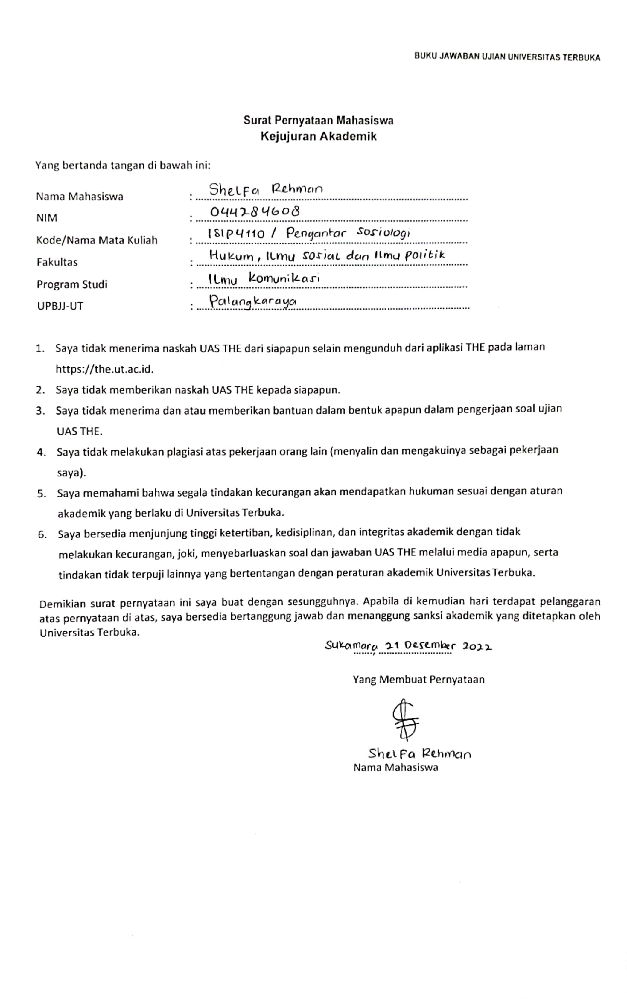 BUKU JAWABAN UJIAN UNIVERSITAS TERBUKA
Surat Pernyataan Mahasiswa
Kejujuran Akademik
Yang bertanda tangan di bawah ini:
Nama Mahasiswa : Shelfa Rehman
NIM : 044284608
Kode/Nama Mata Kuliah : ISIP4110 / Pengantar Sosiologi
Fakultas : Hukum, Ilmu Sosial dan Ilmu Politik
Program Studi : Ilmu Komunikasi
UPBJJ-UT : Palangkaraya
1. Saya tidak menerima naskah UAS THE dari siapapun selain mengunduh dari aplikasi THE pada laman
https://the.ut.ac.id.
2. Saya tidak memberikan naskah UAS THE kepada siapapun.
3. Saya tidak menerima dan atau memberikan bantuan dalam bentuk apapun dalam pengerjaan soal ujian
UAS THE.
4. Saya tidak melakukan plagiasi atas pekerjaan orang lain (menyalin dan mengakuinya sebagai pekerjaan
saya).
5. Saya memahami bahwa segala tindakan kecurangan akan mendapatkan hukuman sesuai dengan aturan
akademik yang berlaku di Universitas Terbuka.
6. Saya bersedia menjunjung tinggi ketertiban, kedisiplinan, dan integritas akademik dengan tidak
melakukan kecurangan, joki, menyebarluaskan soal dan jawaban UAS THE melalui media apapun, serta
tindakan tidak terpuji lainnya yang bertentangan dengan peraturan akademik Universitas Terbuka.
Demikian surat pernyataan ini saya buat dengan sesungguhnya. Apabila di kemudian hari terdapat pelanggaran
atas pernyataan di atas, saya bersedia bertanggung jawab dan menanggung sanksi akademik yang ditetapkan oleh
Universitas Terbuka.
Sukamara, 21 Desember 2022
Yang Membuat Pernyataan
Shelfa Rehman
Nama Mahasiswa